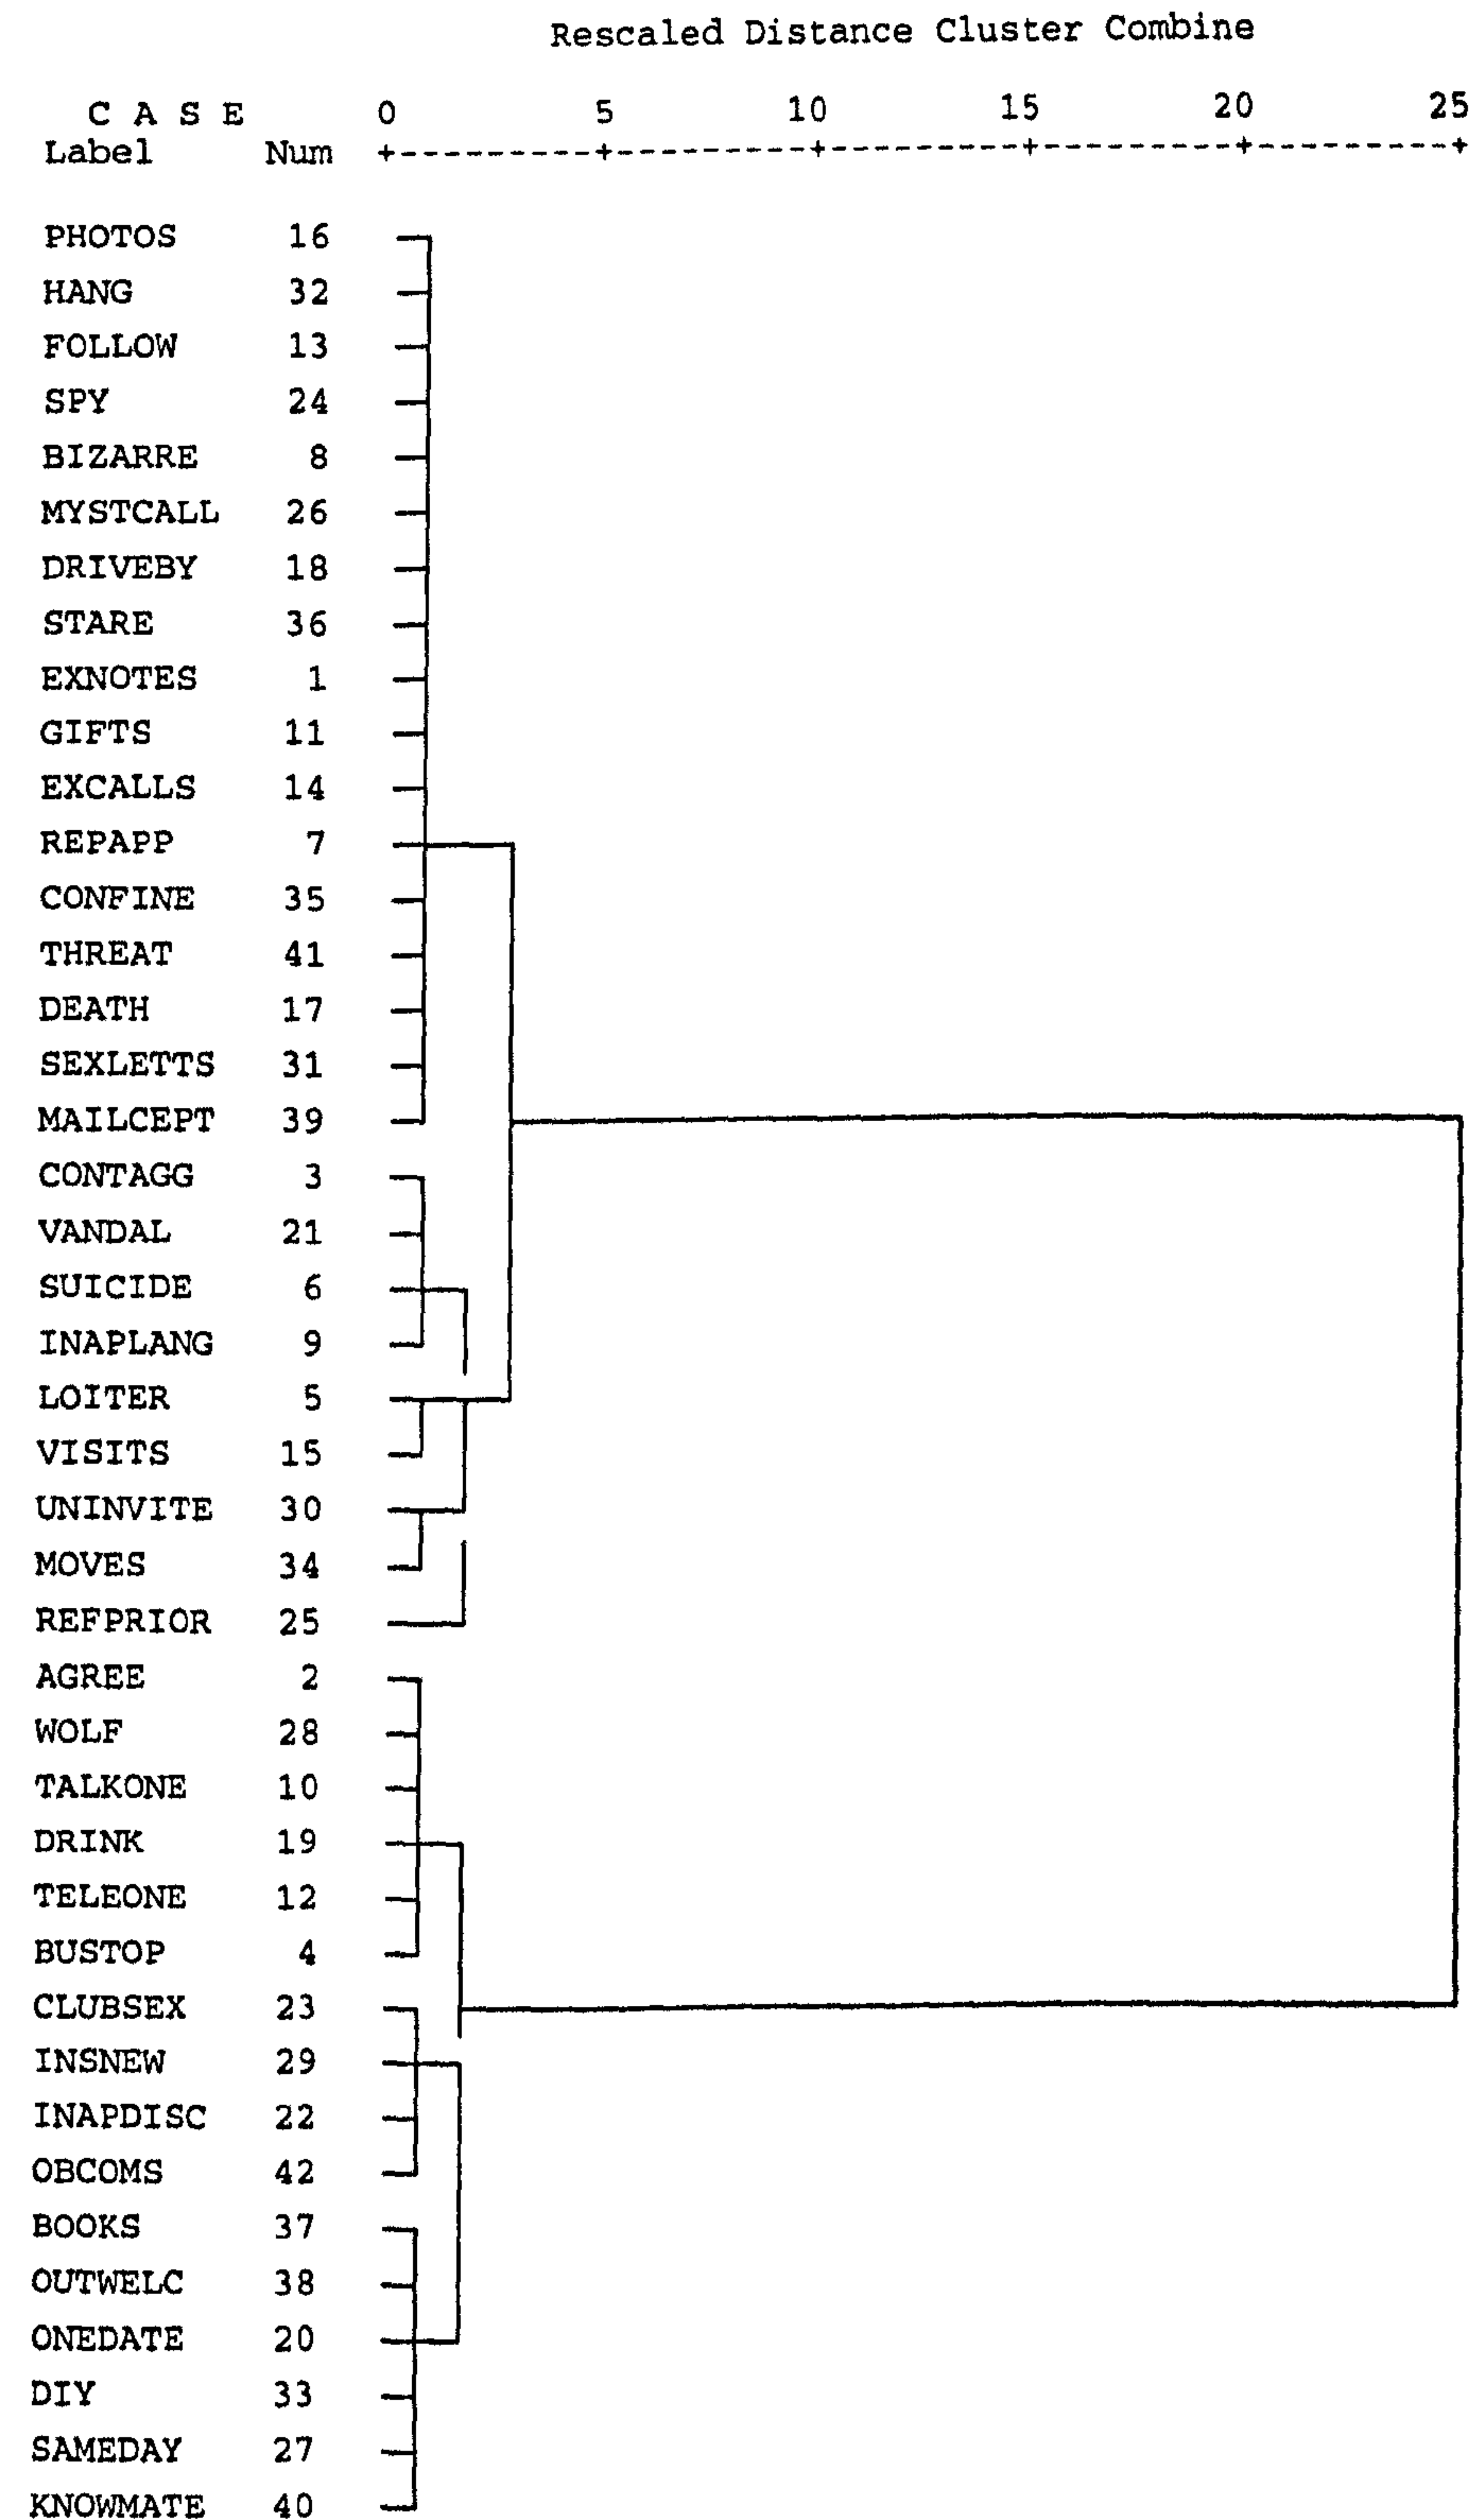 Rescaled Distance Cluster Combine
C A S E 0 5 10 15 20 25
Label Num +---------+---------+---------+---------+---------+
PHOTOS 16
HANG 32
FOLLOW 13
SPY 24
BIZARRE 8
MYSTCALL 26
DRIVEBY 18
STARE 36
EXNOTES 1
GIFTS 11
EXCALLS 14
REPAPP 7
CONFINE 35
THREAT 41
DEATH 17
SEXLETTS 31
MAILCEPT 39
CONTAGG 3
VANDAL 21
SUICIDE 6
INAPLANG 9
LOITER 5
VISITS 15
UNINVITE 30
MOVES 34
REFPRIOR 25
AGREE 2
WOLF 28
TALKONE 10
DRINK 19
TELEONE 12
BUSTOP 4
CLUBSEX 23
INSNEW 29
INAPDISC 22
OBCOMS 42
BOOKS 37
OUTWELC 38
ONEDATE 20
DIY 33
SAMEDAY 27
KNOWMATE 40